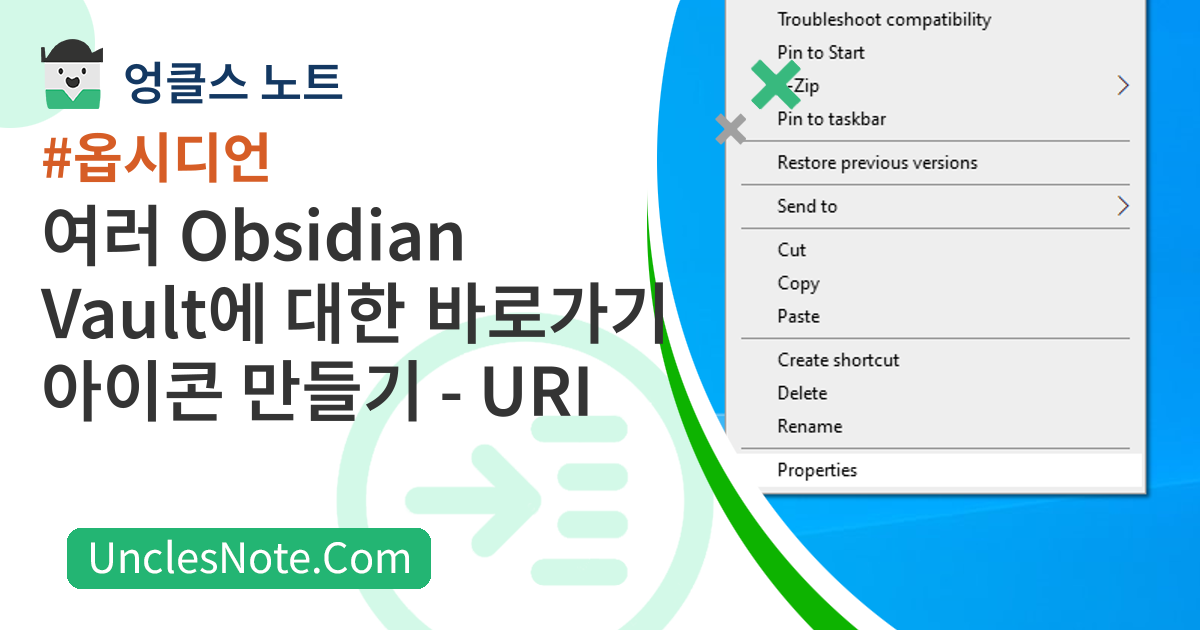 엉클스 노트
#옵시디언
여러 Obsidian
Vault에 대한 바로가기
아이콘 만들기 - URI
UnclesNote.Com
Troubleshoot compatibility
Pin to Start
-Zip
Pin to taskbar
Restore previous versions
Send to
Cut
Copy
Paste
Create shortcut
Delete
Rename
Properties